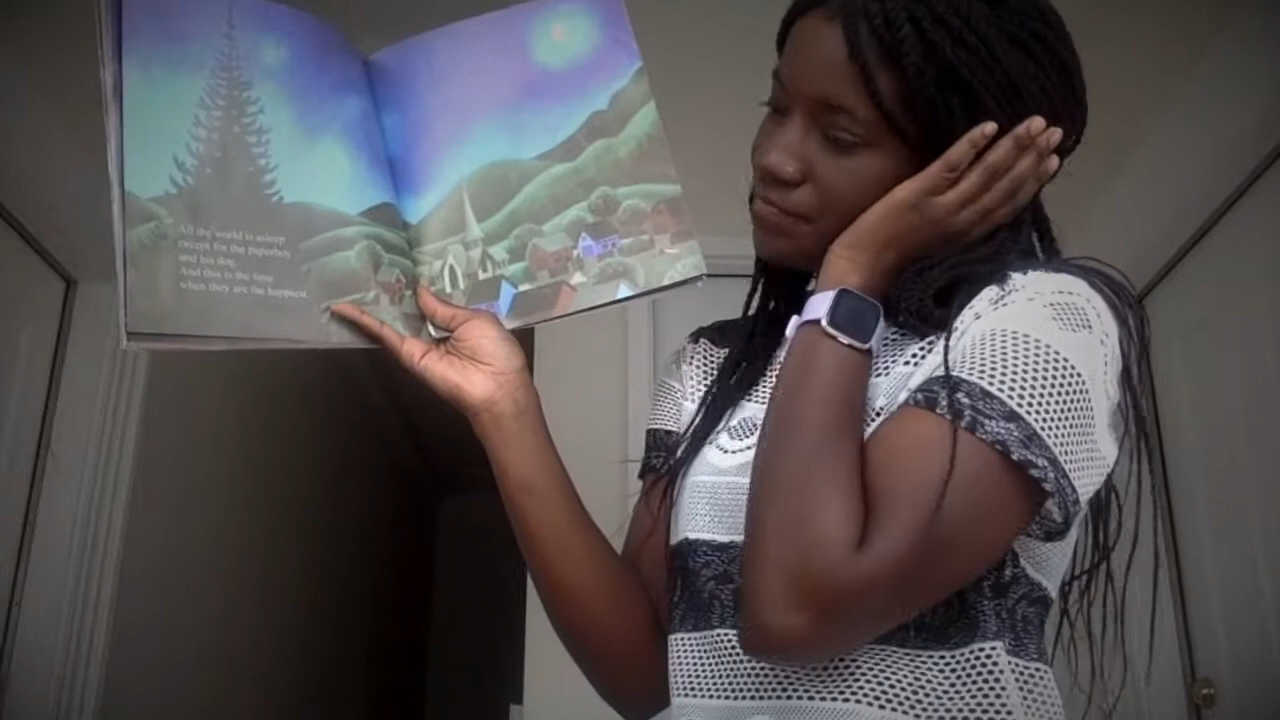 All the world is asleep
except for the paperboy
and his dog.
And this is the time
when they are the happiest.